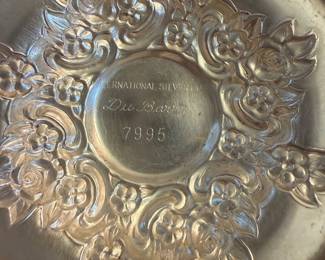 INTERNATIONAL SILVER CO.
Du Barry
7995